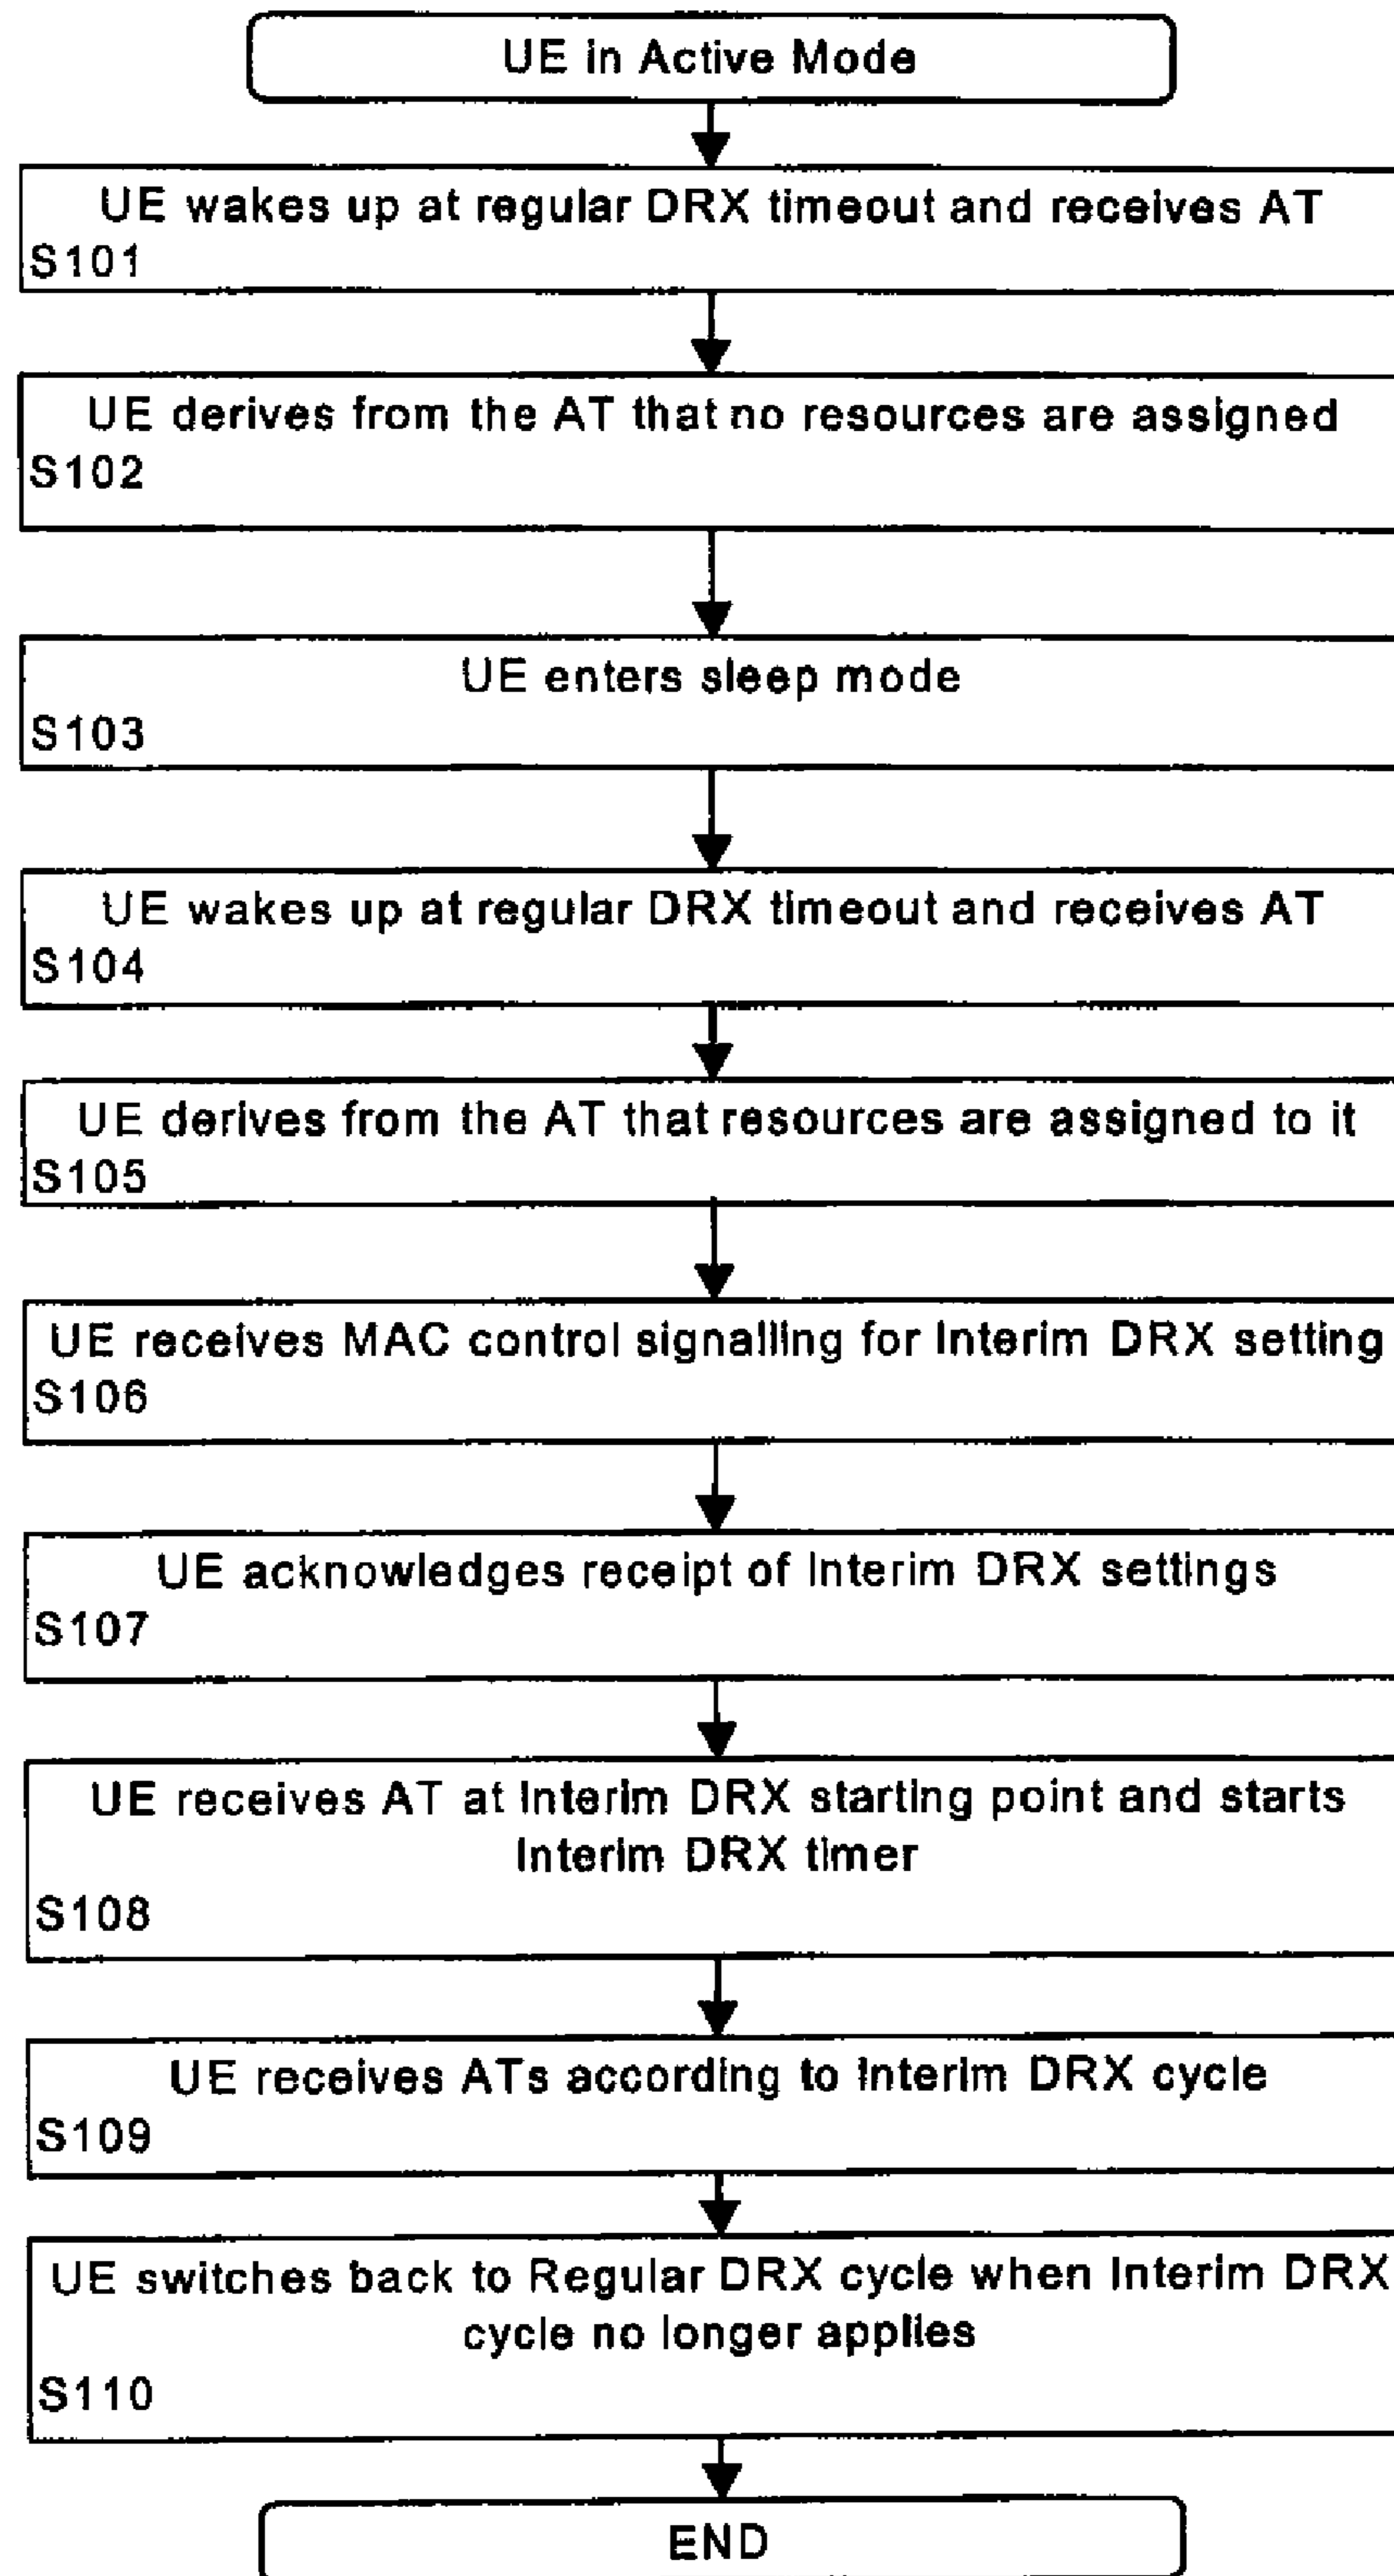 UE in Active Mode
UE wakes up at regular DRX timeout and receives AT
S101
UE derives from the AT that no resources are assigned
S102
UE enters sleep mode
S103
UE wakes up at regular DRX timeout and receives AT
S104
UE derives from the AT that resources are assigned to it
S105
UE receives MAC control signalling for Interim DRX setting
S106
UE acknowledges receipt of Interim DRX settings
S107
UE receives AT at Interim DRX starting point and starts
Interim DRX timer
S108
UE receives ATs according to Interim DRX cycle
S109
UE switches back to Regular DRX cycle when Interim DRX
cycle no longer applies
S110
END